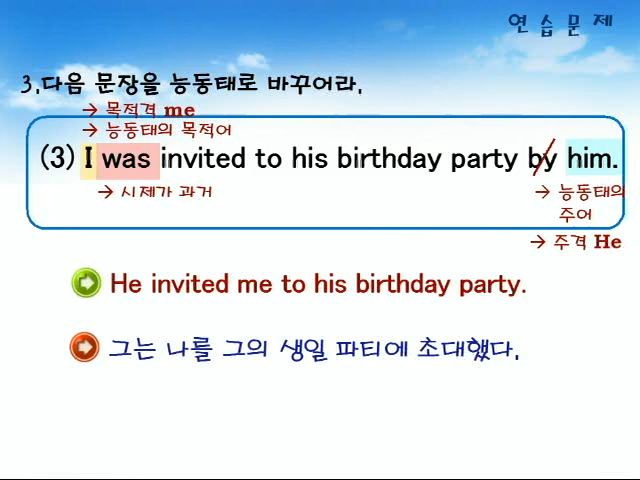 연 습 문 제
3.다음 문장을 능동태로 바꾸어라.
→ 목적격 me
→ 능동태의 목적어
(3) I was invited to his birthday party by him.
→ 시제가 과거
→ 능동태의
주어
→ 주격 He
He invited me to his birthday party.
그는 나를 그의 생일 파티에 초대했다.